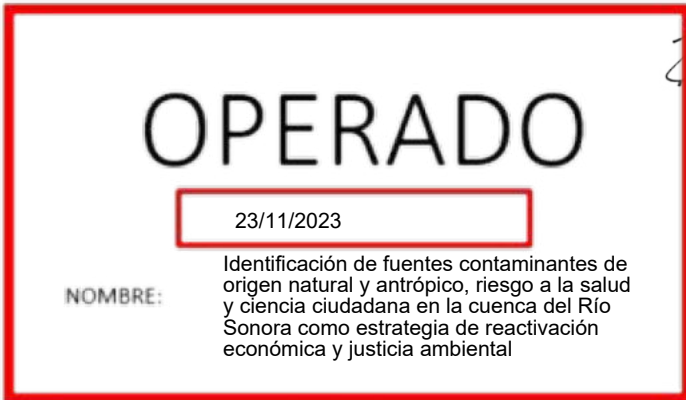 OPERADO
23/11/2023
NOMBRE:
Identificación de fuentes contaminantes de
origen natural y antrópico, riesgo a la salud
y ciencia ciudadana en la cuenca del Río
Sonora como estrategia de reactivación
económica y justicia ambiental